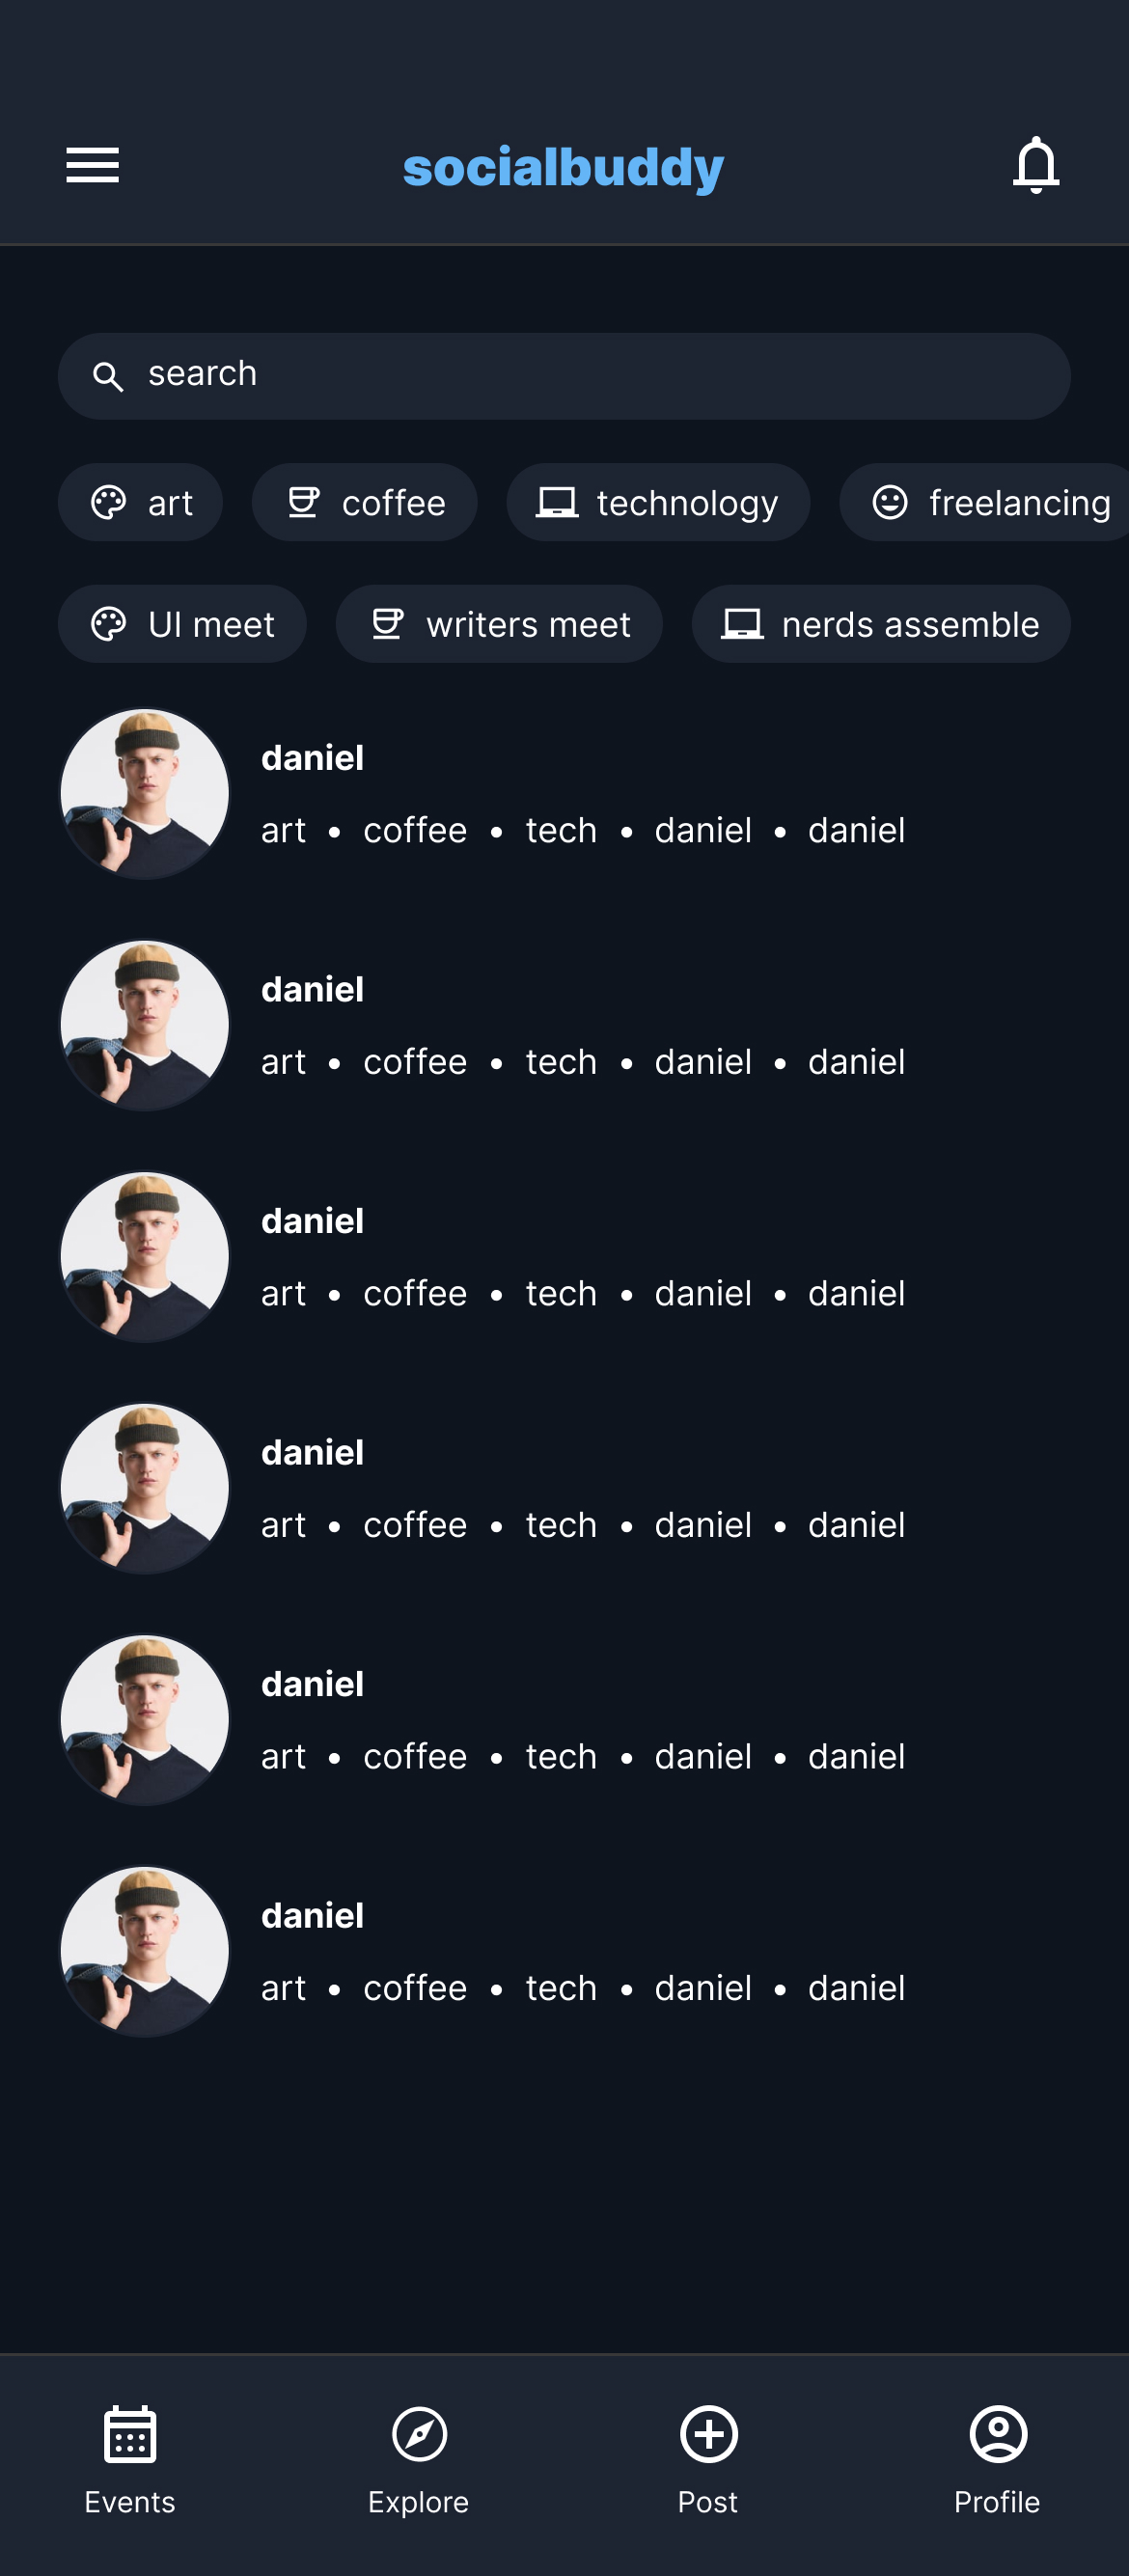 socialbuddy
search
art coffee technology freelancing
UI meet writers meet nerds assemble
daniel
art • coffee • tech • daniel • daniel
daniel
art • coffee • tech • daniel • daniel
daniel
art • coffee • tech • daniel • daniel
daniel
art • coffee • tech • daniel • daniel
daniel
art • coffee • tech • daniel • daniel
daniel
art • coffee • tech • daniel • daniel
Events Explore Post Profile